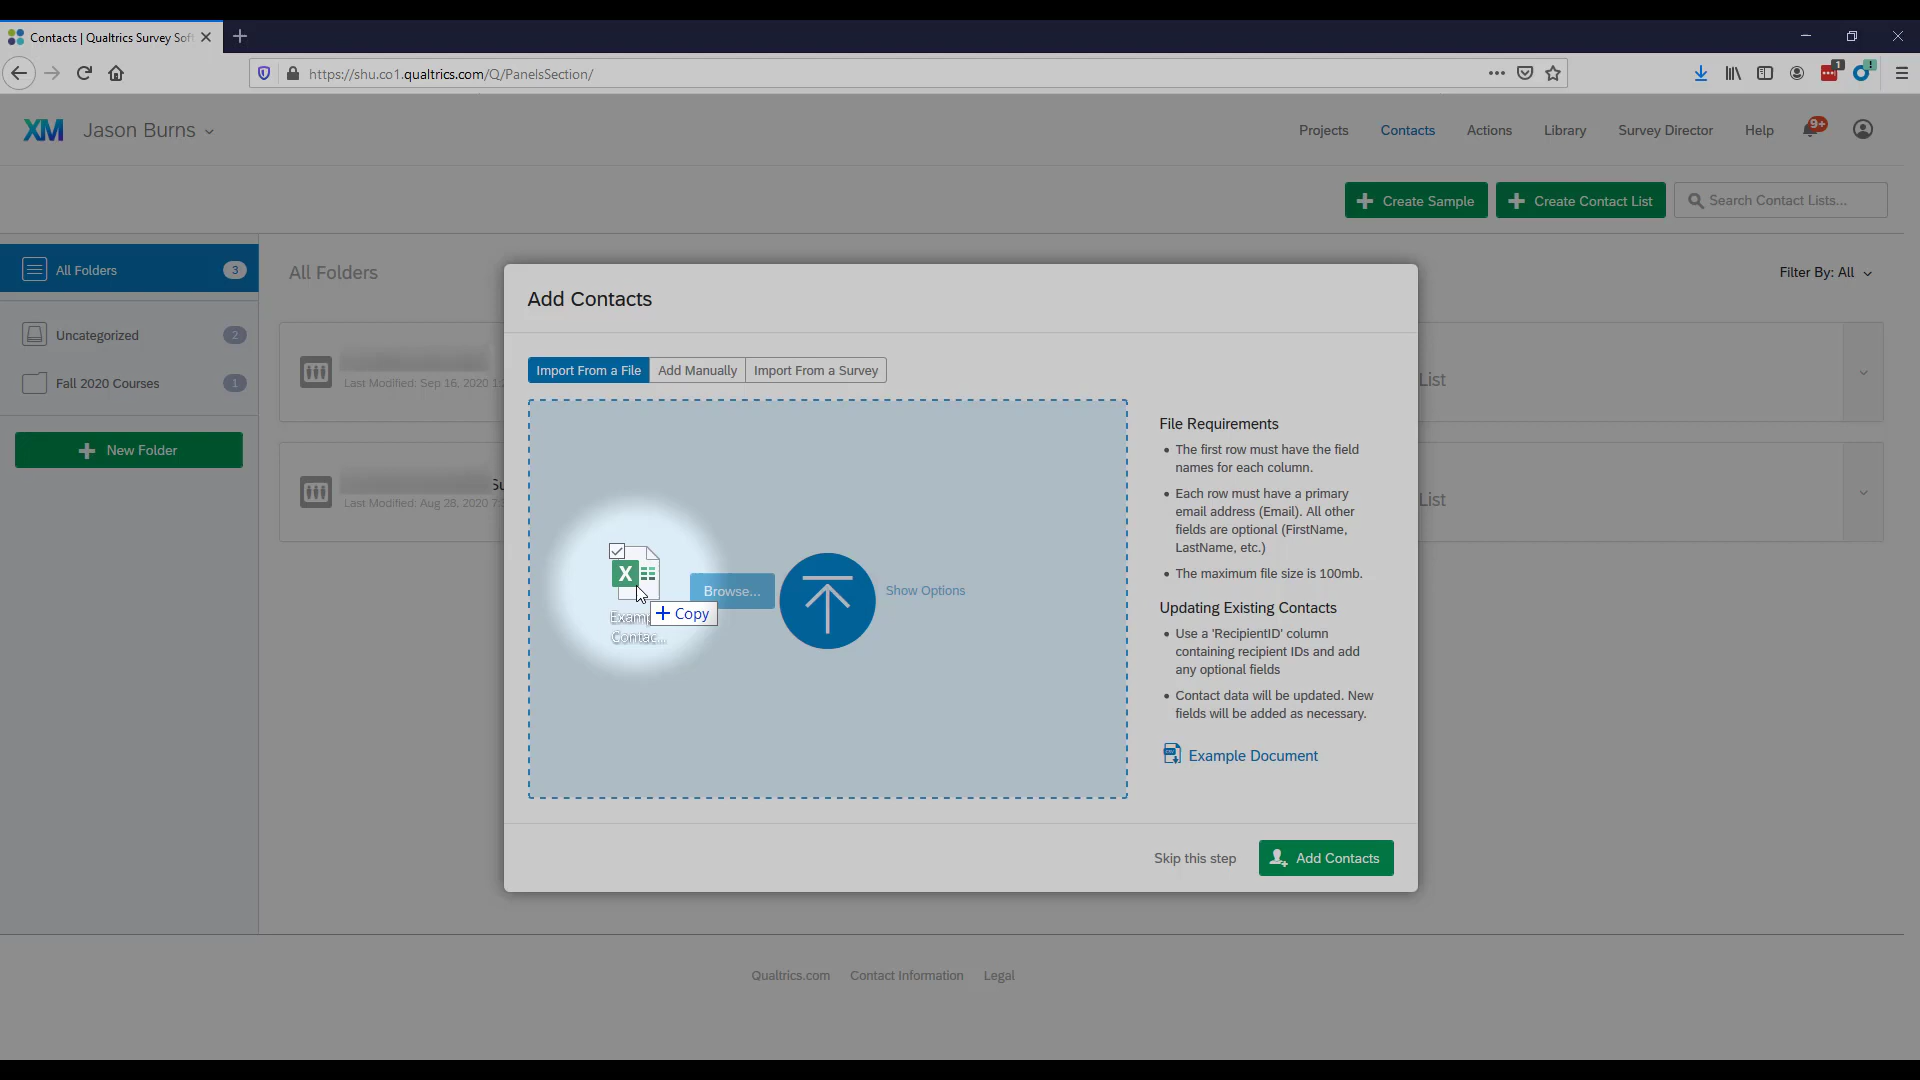 Contacts | Qualtrics Survey Soft
https://shu.co1.qualtrics.com/Q/PanelsSection/
1
!
XM Jason Burns
Projects
Contacts
Actions
Library
Survey Director
Help
9+
Create Sample
Create Contact List
Search Contact Lists...
All Folders 3
Uncategorized 2
Fall 2020 Courses 1
New Folder
All Folders
Filter By: All
Last Modified: Sep 16, 2020 1:
List
Su
Last Modified: Aug 28, 2020 7:
List
Add Contacts
Import From a File
Add Manually
Import From a Survey
X
Browse...
Copy
Contac...
Show Options
File Requirements
• The first row must have the field
names for each column.
• Each row must have a primary
email address (Email). All other
fields are optional (FirstName,
LastName, etc.)
• The maximum file size is 100mb.
Updating Existing Contacts
• Use a 'RecipientID' column
containing recipient IDs and add
any optional fields
• Contact data will be updated. New
fields will be added as necessary.
Example Document
Skip this step
Add Contacts
Qualtrics.com
Contact Information
Legal